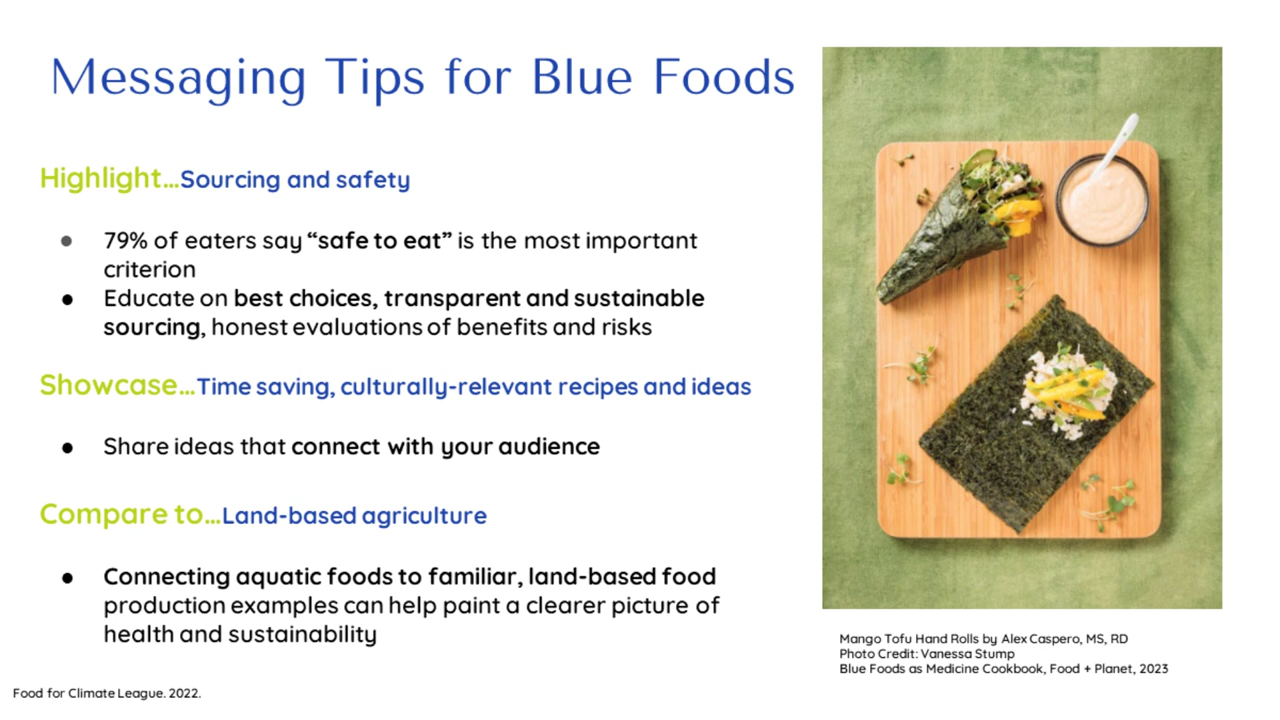 Messaging Tips for Blue Foods
Highlight...Sourcing and safety
● 79% of eaters say “safe to eat” is the most important
criterion
● Educate on best choices, transparent and sustainable
sourcing, honest evaluations of benefits and risks
Showcase...Time saving, culturally-relevant recipes and ideas
● Share ideas that connect with your audience
Compare to...Land-based agriculture
● Connecting aquatic foods to familiar, land-based food
production examples can help paint a clearer picture of
health and sustainability
Mango Tofu Hand Rolls by Alex Caspero, MS, RD
Photo Credit: Vanessa Stump
Blue Foods as Medicine Cookbook, Food + Planet, 2023
Food for Climate League. 2022.